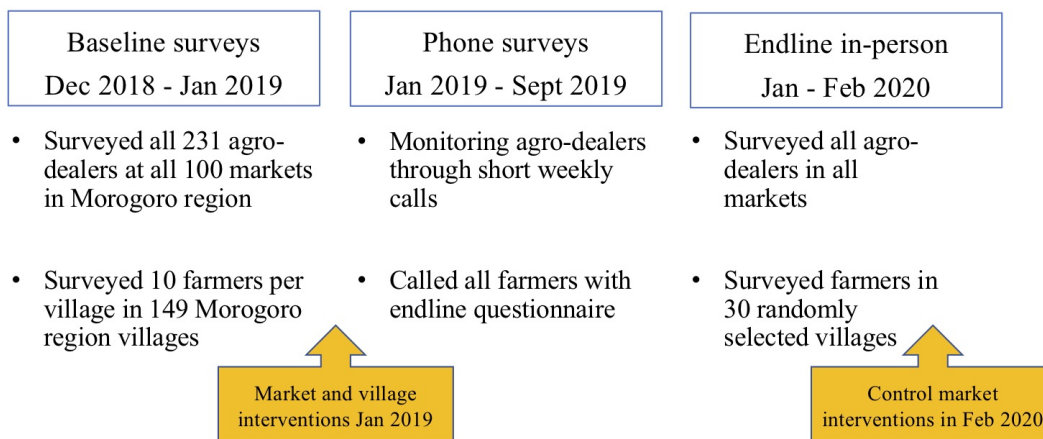 Baseline surveys
Dec 2018 - Jan 2019
• Surveyed all 231 agro-
dealers at all 100 markets
in Morogoro region
• Surveyed 10 farmers per
village in 149 Morogoro
region villages
Market and village
interventions Jan 2019
Phone surveys
Jan 2019 - Sept 2019
• Monitoring agro-dealers
through short weekly
calls
• Called all farmers with
endline questionnaire
Endline in-person
Jan - Feb 2020
• Surveyed all agro-
dealers in all
markets
• Surveyed farmers in
30 randomly
selected villages
Control market
interventions in Feb 2020